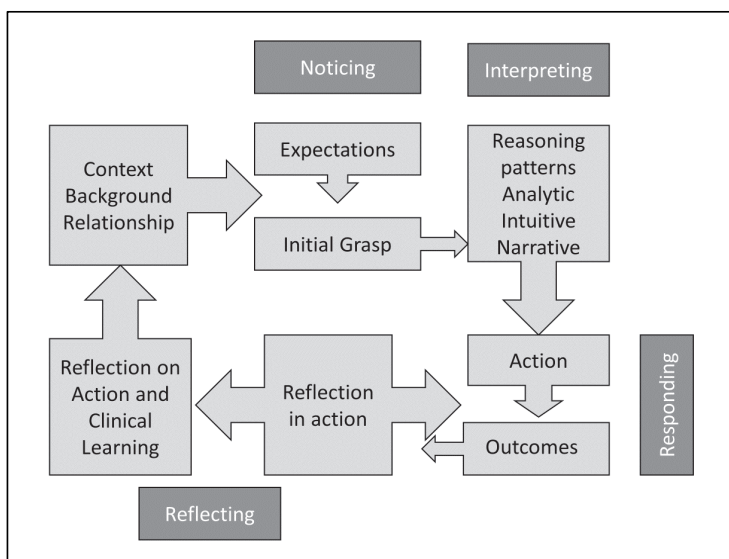 Noticing
Interpreting
Context
Background
Relationship
Expectations
Initial Grasp
Reasoning
patterns
Analytic
Intuitive
Narrative
Reflection on
Action and
Clinical
Learning
Reflection
in action
Action
Outcomes
Responding
Reflecting